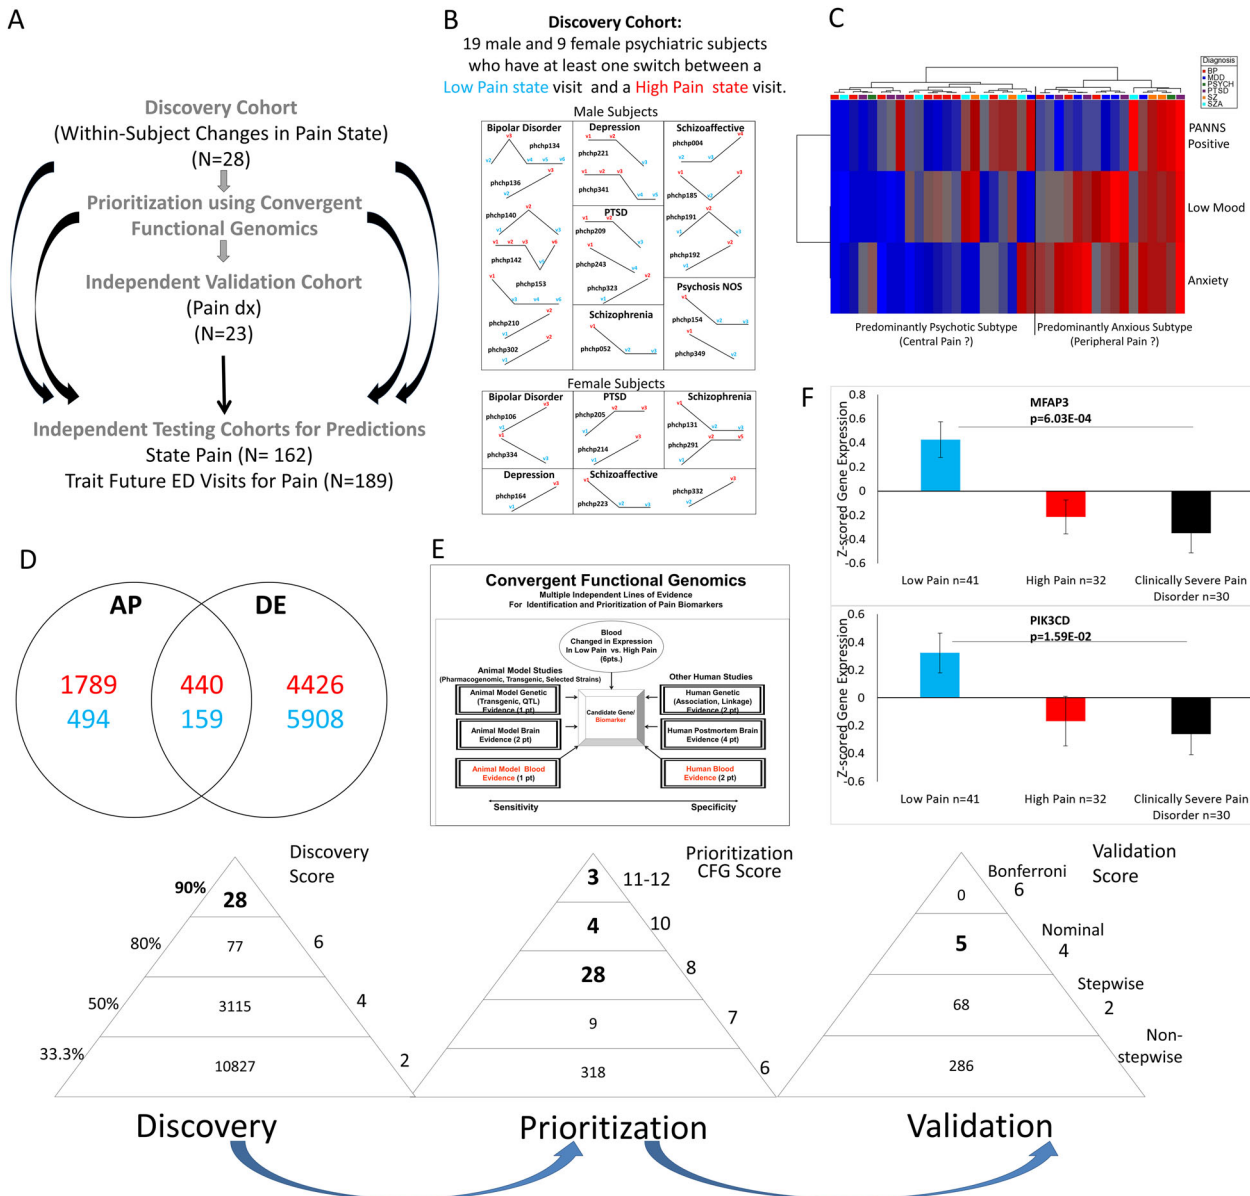 A
Discovery Cohort
(Within-Subject Changes in Pain State)
(N=28)
Prioritization using Convergent
Functional Genomics
Independent Validation Cohort
(Pain dx)
(N=23)
Independent Testing Cohorts for Predictions
State Pain (N= 162)
Trait Future ED Visits for Pain (N=189)
B
Discovery Cohort:
19 male and 9 female psychiatric subjects
who have at least one switch between a
Low Pain state visit and a High Pain state visit.
Male Subjects
Bipolar Disorder
phchp134
phchp136
phchp140
phchp142
phchp153
phchp210
phchp302
Depression
phchp221
phchp341
PTSD
phchp209
phchp243
phchp323
Schizophrenia
phchp052
Schizoaffective
phchp004
phchp185
phchp191
phchp192
Psychosis NOS
phchp154
phchp349
Female Subjects
Bipolar Disorder
phchp106
phchp334
PTSD
phchp205
phchp214
Schizophrenia
phchp131
phchp291
Depression
phchp164
Schizoaffective
phchp223
phchp332
C
Diagnosis
BP
MDD
PSYCH
PTSD
SZ
SZA
PANNS
Positive
Low Mood
Anxiety
Predominantly Psychotic Subtype
(Central Pain ?)
Predominantly Anxious Subtype
(Peripheral Pain ?)
D
AP
DE
1789
440
4426
494
159
5908
E
Convergent Functional Genomics
Multiple Independent Lines of Evidence
For Identification and Prioritization of Pain Biomarkers
Blood
Changed in Expression
In Low Pain vs. High Pain
(6pts.)
Animal Model Studies
(Pharmacogenomic, Transgenic, Selected Strains)
Other Human Studies
Animal Model Genetic
(Transgenic, QTL)
Evidence (1 pt)
Animal Model Brain
Evidence (2 pt)
Animal Model Blood
Evidence (1 pt)
Candidate Gene/
Biomarker
Human Genetic
(Association, Linkage)
Evidence (2 pt)
Human Postmortem Brain
Evidence (4 pt)
Human Blood
Evidence (2 pt)
Sensitivity
Specificity
F
MFAP3
p=6.03E-04
Z-scored Gene Expression
0.8
0.6
0.4
0.2
0
-0.2
-0.4
-0.6
Low Pain n=41
High Pain n=32
Clinically Severe Pain
Disorder n=30
PIK3CD
p=1.59E-02
Z-scored Gene Expression
0.6
0.4
0.2
0
-0.2
-0.4
-0.6
Low Pain n=41
High Pain n=32
Clinically Severe Pain
Disorder n=30
Discovery
Score
90%
28
80%
77
6
50%
3115
4
33.3%
10827
2
Discovery
Prioritization
CFG Score
3
11-12
4
10
28
8
9
7
318
6
Prioritization
Validation
Score
Bonferroni
0
6
Nominal
5
4
Stepwise
68
2
Non-
stepwise
286
Validation